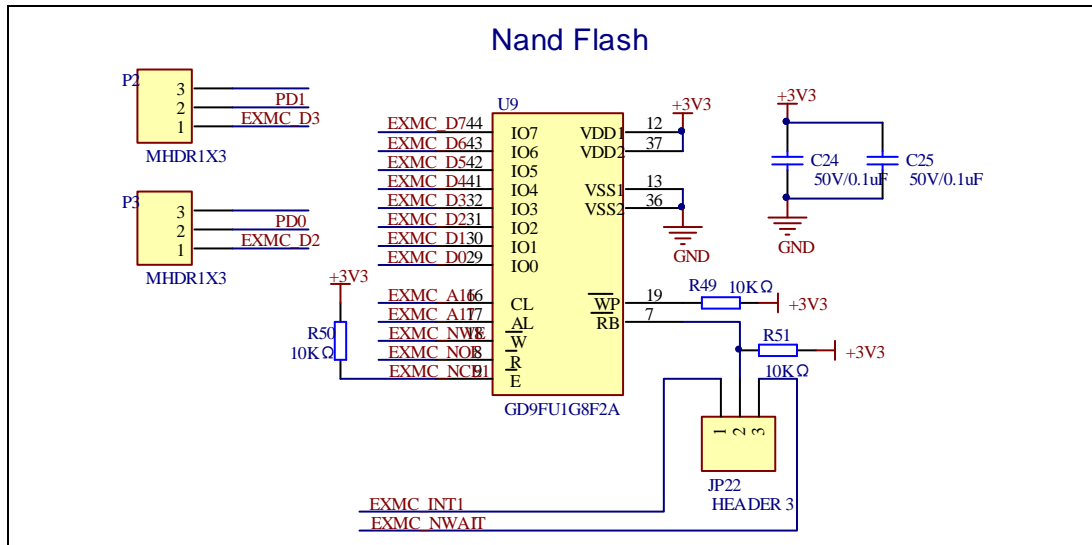 Nand Flash
P2
3
2 PD1
1 EXMC_D3
MHDR1X3
P3
3
2 PD0
1 EXMC_D2
MHDR1X3
U9
EXMC_D7 44 IO7
EXMC_D6 43 IO6
EXMC_D5 42 IO5
EXMC_D4 41 IO4
EXMC_D3 32 IO3
EXMC_D2 31 IO2
EXMC_D1 30 IO1
EXMC_D0 29 IO0
EXMC_A16 16 CL
EXMC_A17 17 AL
EXMC_NWE 18 W
EXMC_NOE 8 R
EXMC_NCE1 9 E
+3V3
R50
10KΩ
GD9FU1G8F2A
+3V3
VDD1 12
VDD2 37
VSS1 13
VSS2 36
GND
WP 19 R49 10KΩ +3V3
RB 7
R51
10KΩ
+3V3
+3V3
C24
50V/0.1uF
C25
50V/0.1uF
GND
1 2 3
JP22
HEADER 3
EXMC_INT1
EXMC_NWAIT